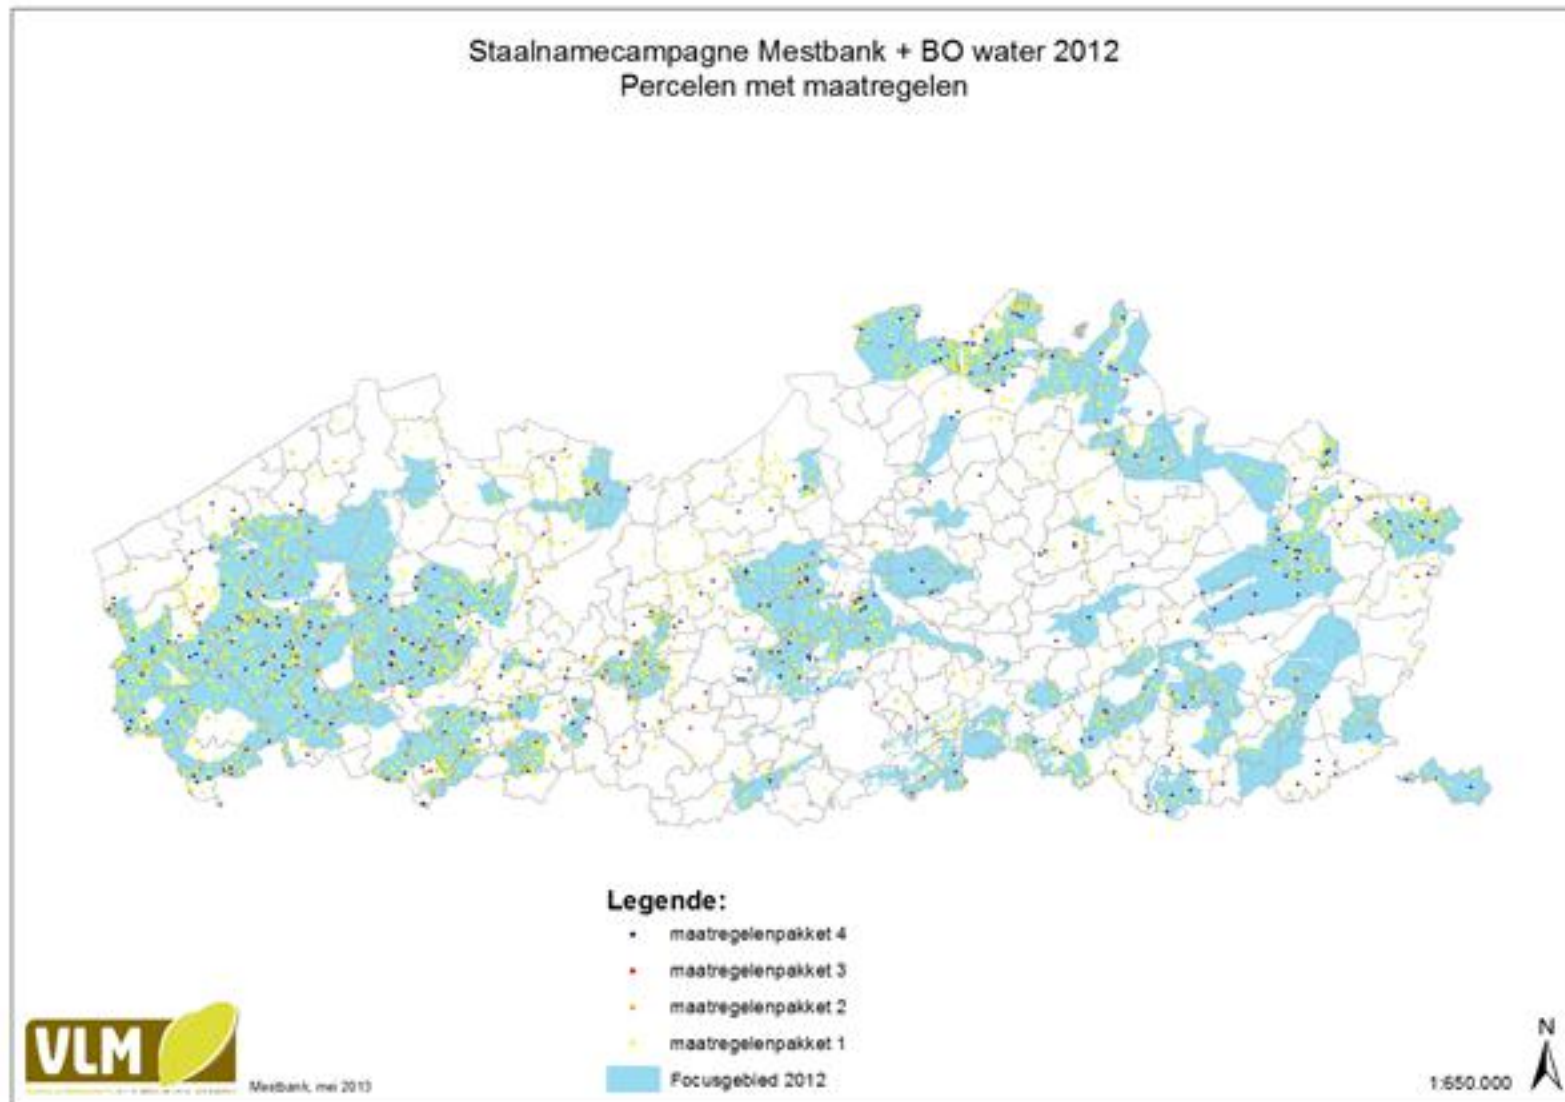 Staalnamecampagne Mestbank + BO water 2012
Percelen met maatregelen
Legende:
maatregelenpakket 4
maatregelenpakket 3
maatregelenpakket 2
maatregelenpakket 1
Focusgebied 2012
VLM
Mestbank, mei 2013
1:650.000
N